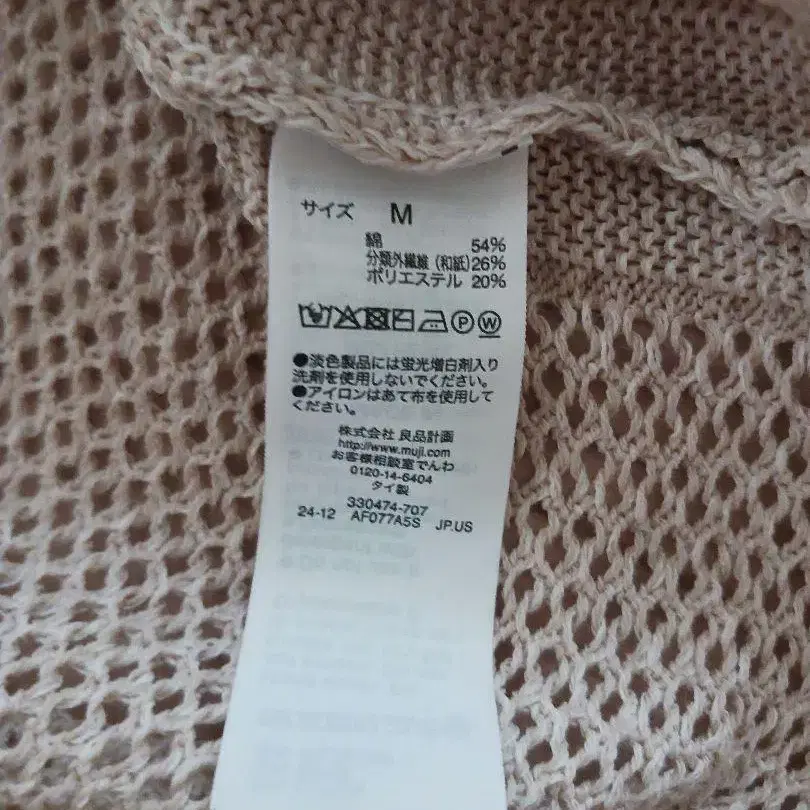 サイズ M
綿 54%
分類外繊維（和紙）26%
ポリエステル 20%
P W
●淡色製品には蛍光増白剤入り
洗剤を使用しないでください。
●アイロンはあて布を使用して
ください。
株式会社 良品計画
http://www.muji.com
お客様相談室でんわ
0120-14-6404
タイ製
330474-707
24-12 AF077A5S JP.US